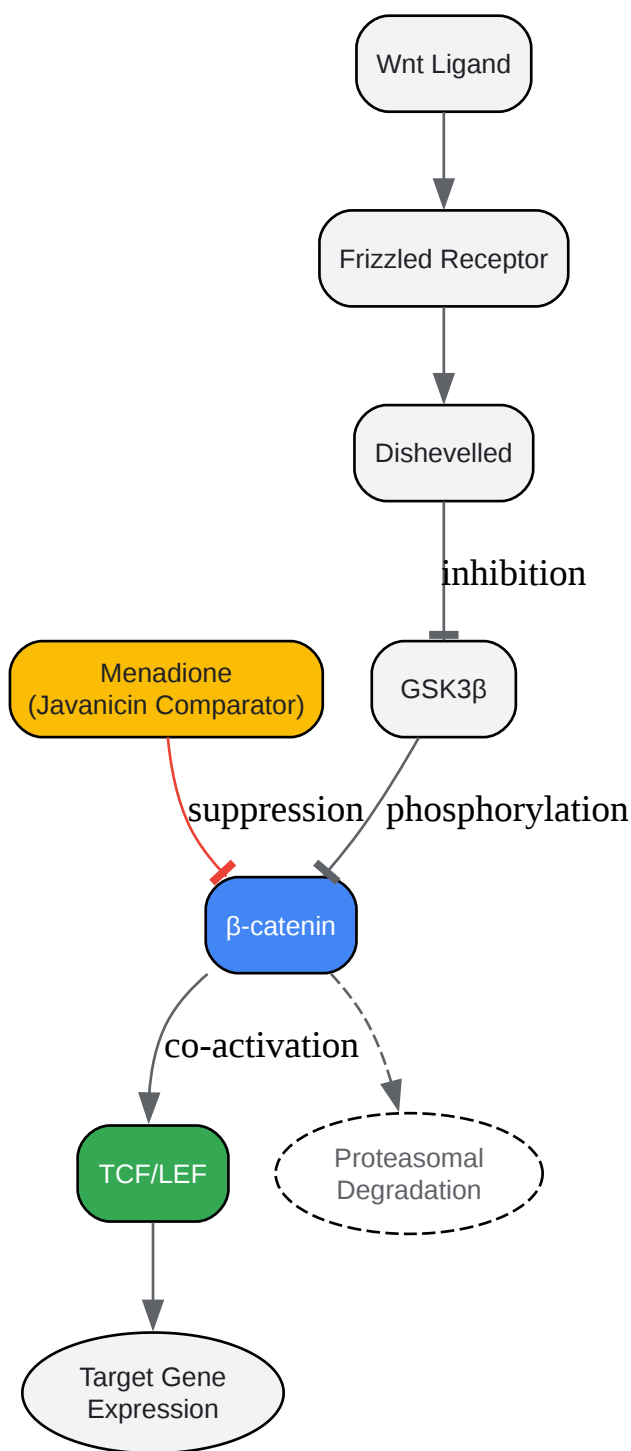 Wnt Ligand
Frizzled Receptor
Dishevelled
inhibition
Menadione
(Javanicin Comparator)
GSK3β
suppression
phosphorylation
β-catenin
co-activation
TCF/LEF
Proteasomal
Degradation
Target Gene
Expression